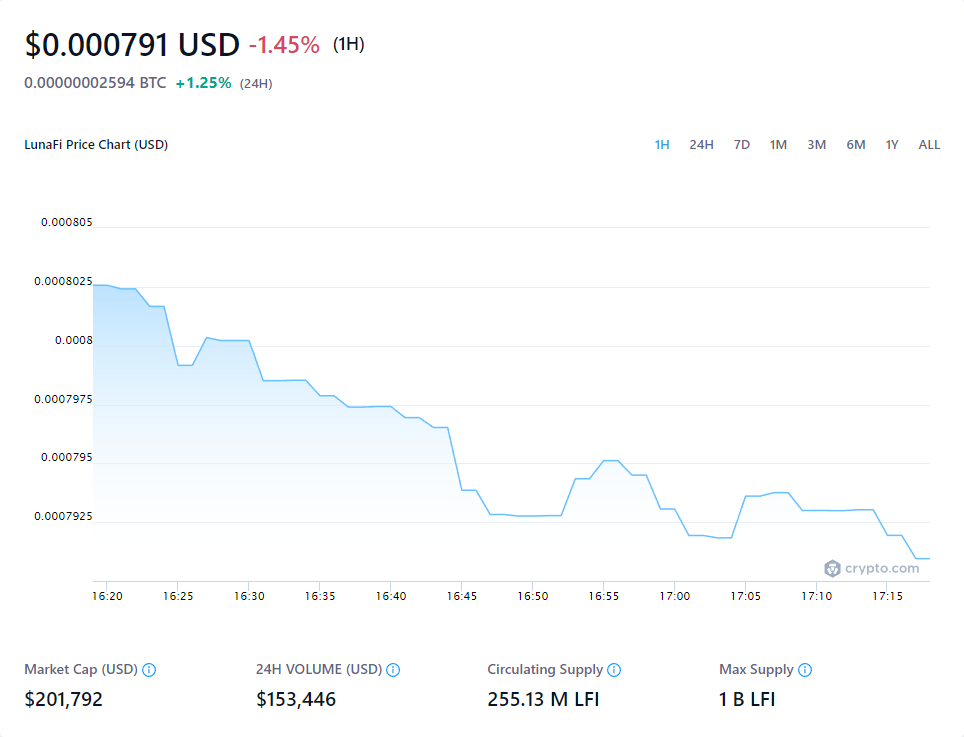 $0.000791 USD -1.45% (1H)
0.00000002594 BTC +1.25% (24H)
LunaFi Price Chart (USD) 1H 24H 7D 1M 3M 6M 1Y ALL
0.000805
0.0008025
0.0008
0.0007975
0.000795
0.0007925
crypto.com
16:20 16:25 16:30 16:35 16:40 16:45 16:50 16:55 17:00 17:05 17:10 17:15
Market Cap (USD) 24H VOLUME (USD) Circulating Supply Max Supply
$201,792 $153,446 255.13 M LFI 1 B LFI